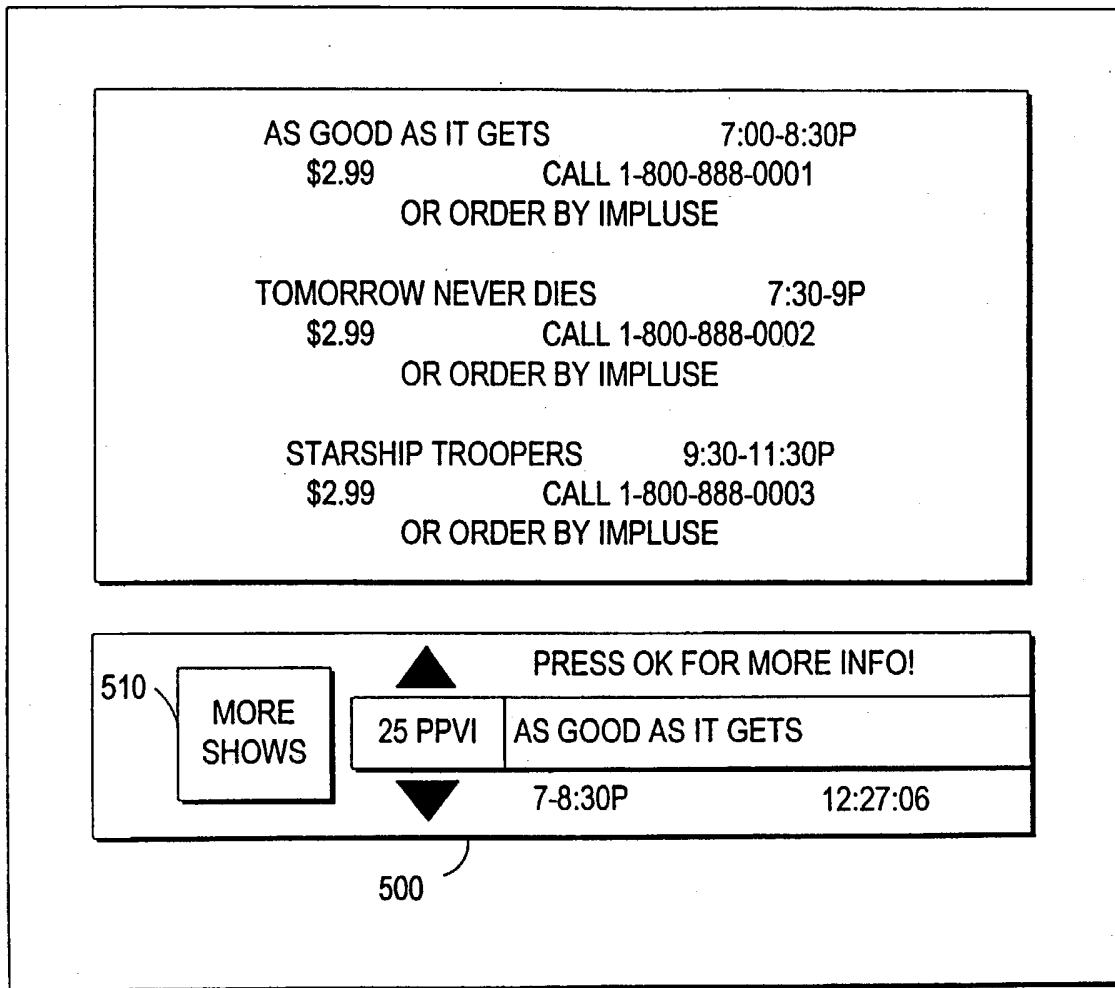 AS GOOD AS IT GETS 7:00-8:30P
$2.99 CALL 1-800-888-0001
OR ORDER BY IMPLUSE
TOMORROW NEVER DIES 7:30-9P
$2.99 CALL 1-800-888-0002
OR ORDER BY IMPLUSE
STARSHIP TROOPERS 9:30-11:30P
$2.99 CALL 1-800-888-0003
OR ORDER BY IMPLUSE
PRESS OK FOR MORE INFO!
510
MORE
SHOWS
25 PPVI AS GOOD AS IT GETS
7-8:30P 12:27:06
500